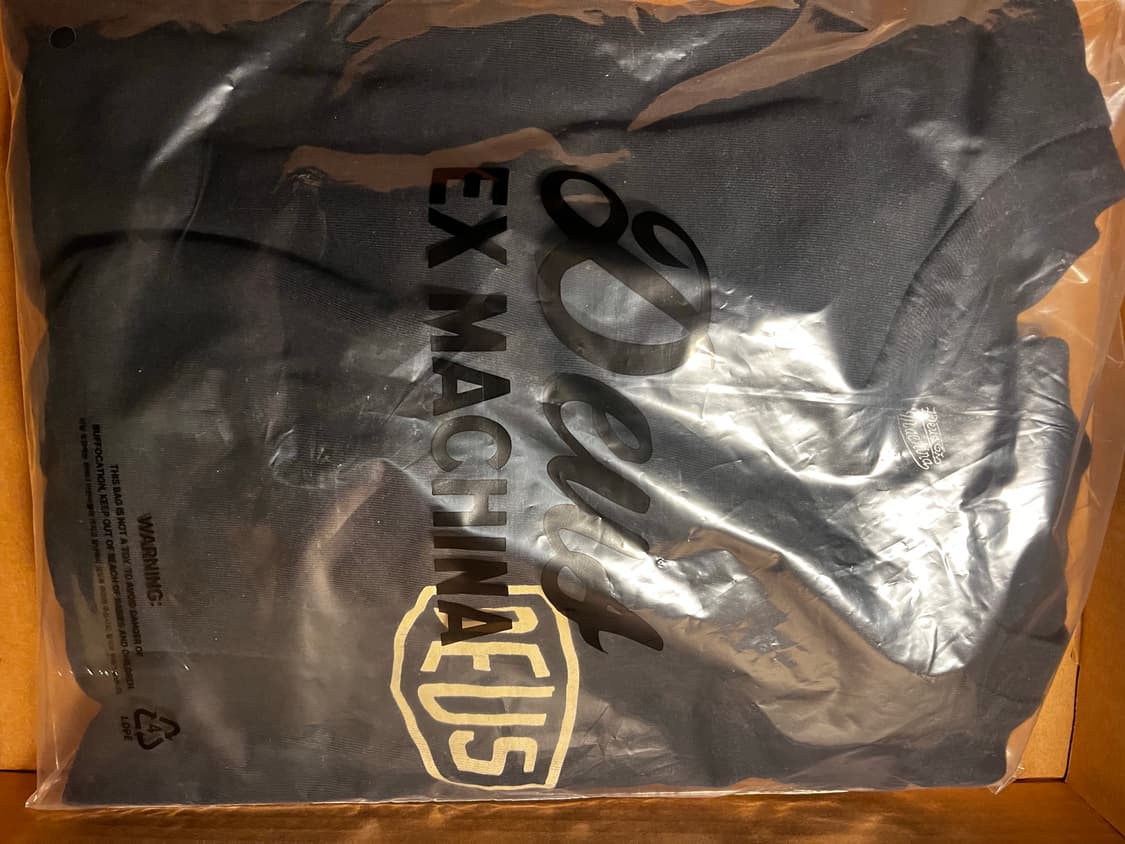 Deus
EX MACHINA
DEUS
WARNING:
THIS BAG IS NOT A TOY. TO AVOID DANGER OF
SUFFOCATION, KEEP OUT OF REACH OF BABIES AND CHILDREN
4
LDPE